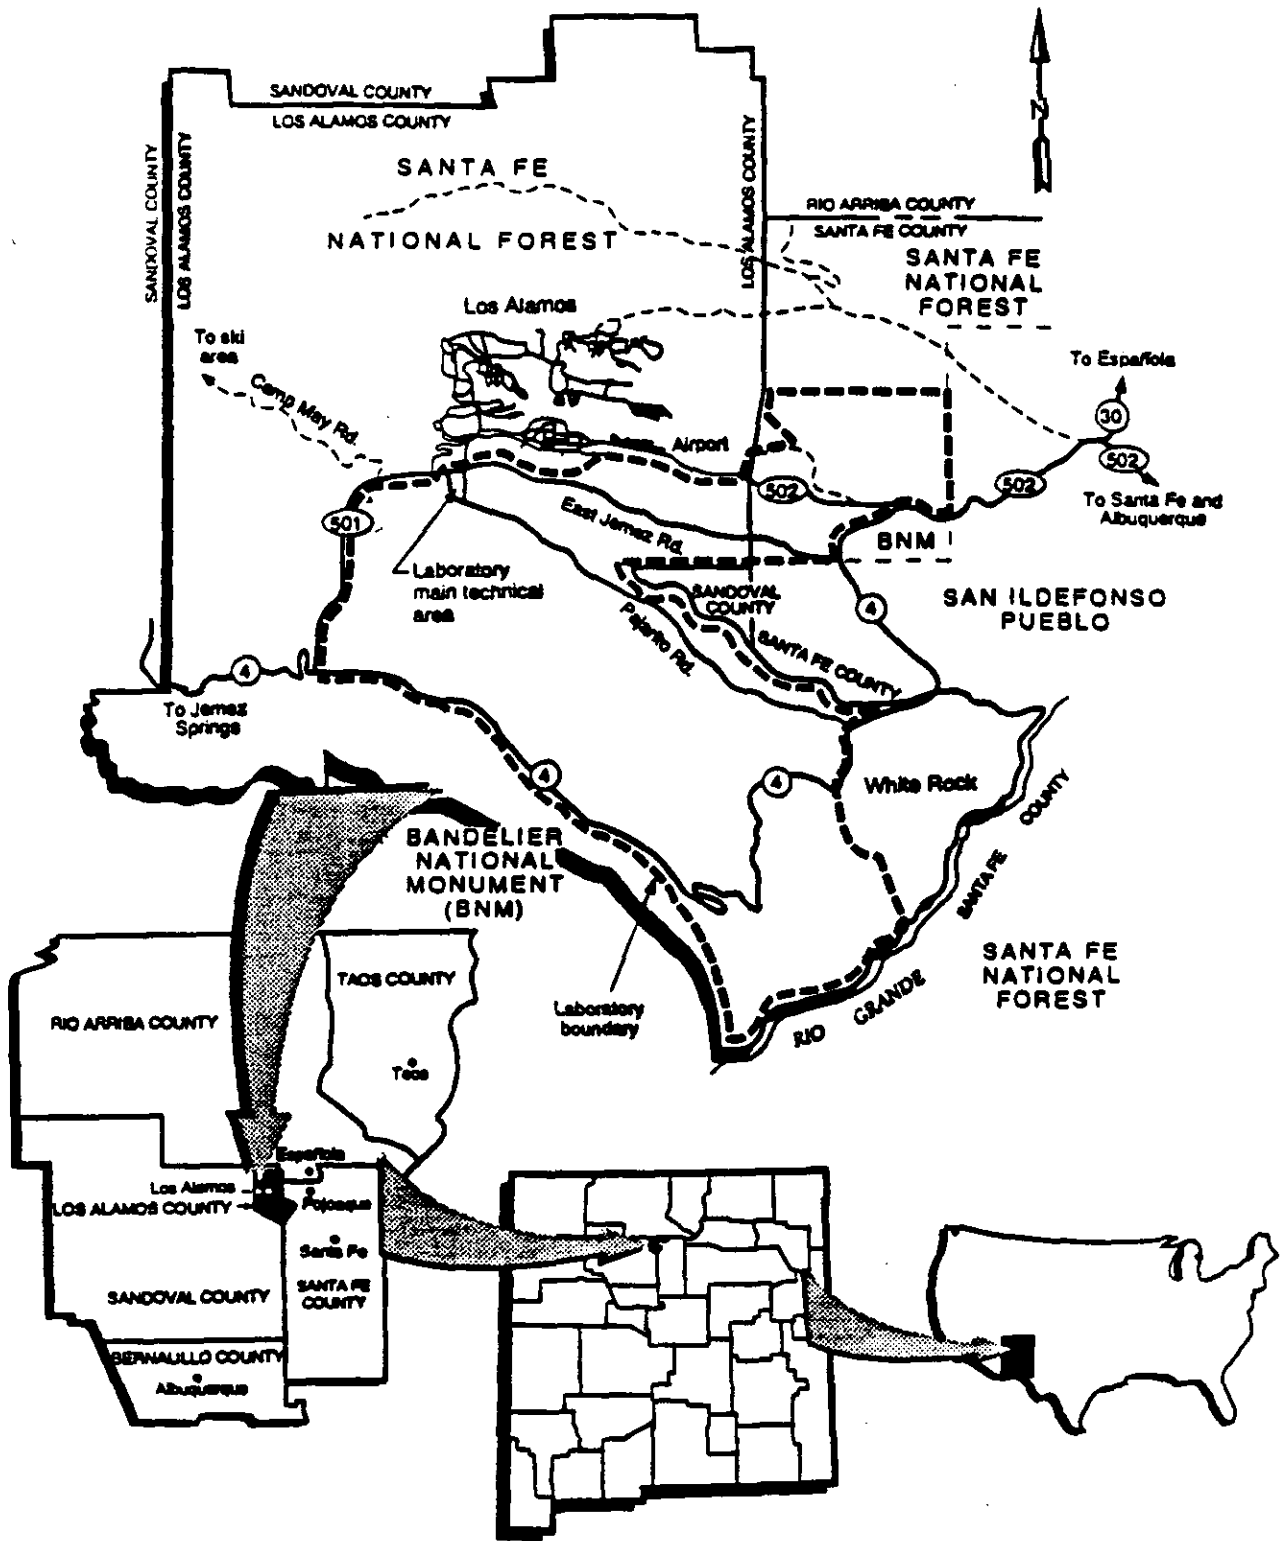 SANDOVAL COUNTY
LOS ALAMOS COUNTY
SANDOVAL COUNTY
LOS ALAMOS COUNTY
LOS ALAMOS COUNTY
N
SANTA FE
NATIONAL FOREST
RIO ARRIBA COUNTY
SANTA FE COUNTY
SANTA FE
NATIONAL
FOREST
Los Alamos
To ski
area
Camp May Rd.
To Española
30
Airport
502
502
502
To Santa Fe and
Albuquerque
501
East Jemez Rd.
BNM
Laboratory
main technical
area
SANDOVAL
COUNTY
SAN ILDEFONSO
PUEBLO
4
Pajarito Rd.
SANTA FE COUNTY
4
To Jemez
Springs
4
4
White Rock
SANTA FE COUNTY
BANDELIER
NATIONAL
MONUMENT
(BNM)
SANTA FE
NATIONAL
FOREST
Laboratory
boundary
RIO GRANDE
TAOS COUNTY
RIO ARRIBA COUNTY
Taos
Española
Los Alamos
LOS ALAMOS COUNTY
Pojoaque
Santa Fe
SANTA FE
COUNTY
SANDOVAL COUNTY
BERNALILLO COUNTY
Albuquerque